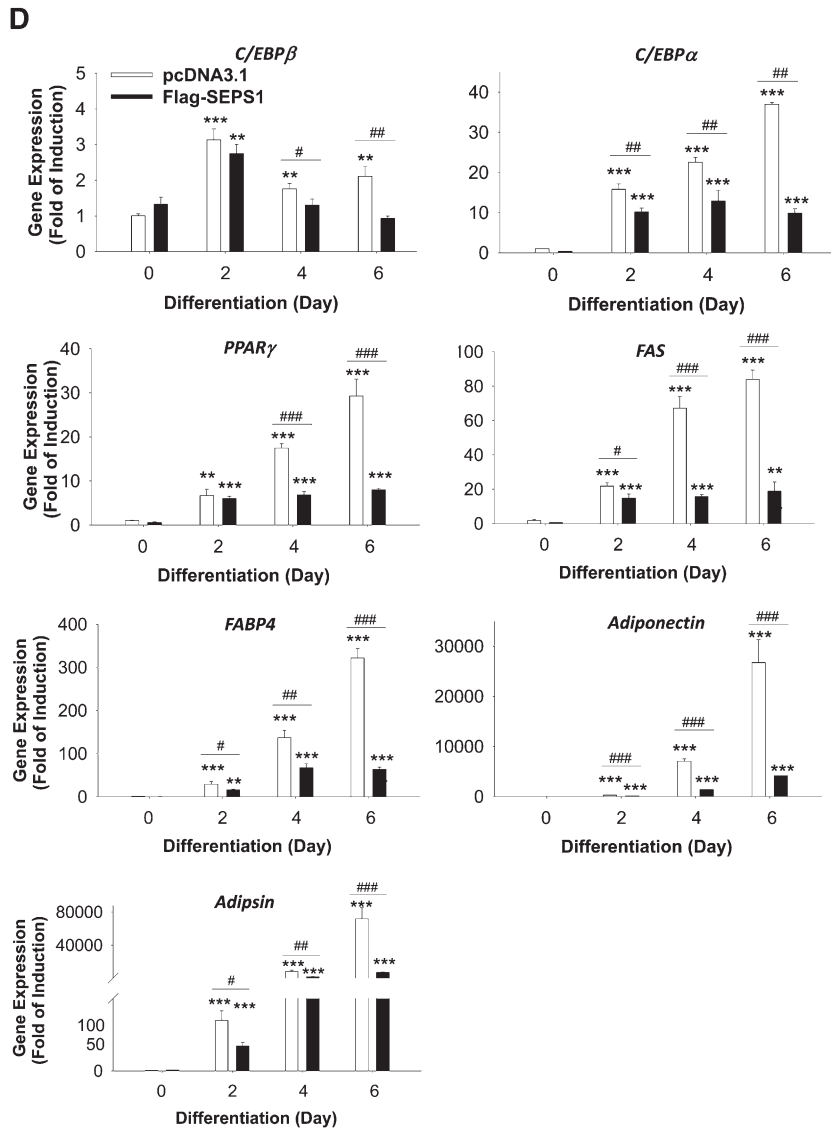 D
C/EBPβ
pcDNA3.1
Flag-SEPS1
Gene Expression
(Fold of Induction)
5
4
3
2
1
0
***
**
**
#
**
##
0 2 4 6
Differentiation (Day)
C/EBPα
40
30
20
10
0
***
***
##
***
***
##
***
***
##
0 2 4 6
Differentiation (Day)
PPARγ
Gene Expression
(Fold of Induction)
40
30
20
10
0
**
***
***
***
###
***
***
###
0 2 4 6
Differentiation (Day)
FAS
100
80
60
40
20
0
***
***
#
***
***
###
***
**
###
0 2 4 6
Differentiation (Day)
FABP4
Gene Expression
(Fold of Induction)
400
300
200
100
0
***
**
#
***
***
##
***
***
###
0 2 4 6
Differentiation (Day)
Adiponectin
30000
20000
10000
0
***
***
###
***
***
###
***
***
###
0 2 4 6
Differentiation (Day)
Adipsin
Gene Expression
(Fold of Induction)
80000
40000
100
50
0
***
***
#
***
***
##
***
***
###
0 2 4 6
Differentiation (Day)